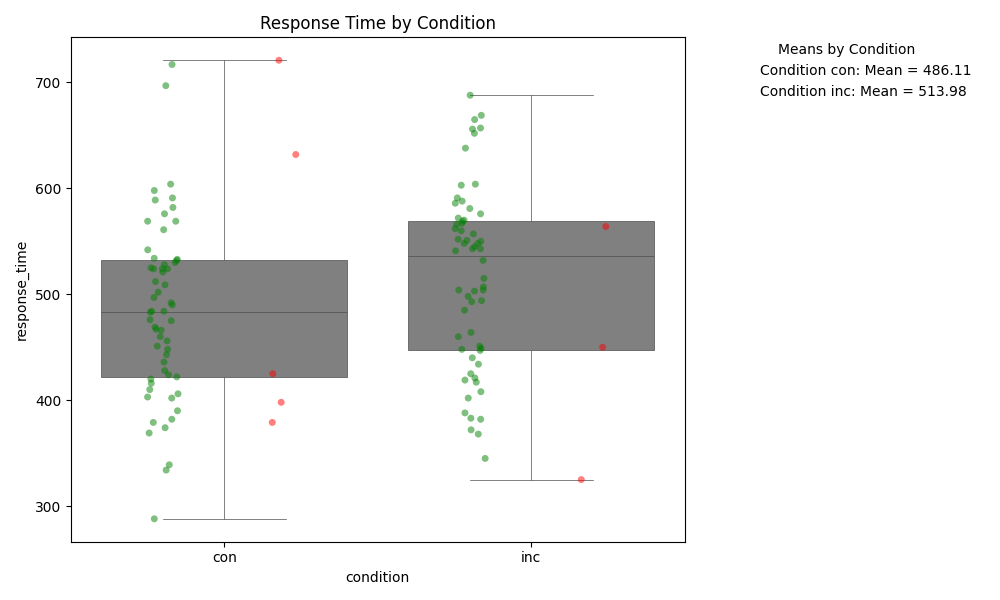 Response Time by Condition
Means by Condition
Condition con: Mean = 486.11
Condition inc: Mean = 513.98
response_time
700
600
500
400
300
con
inc
condition